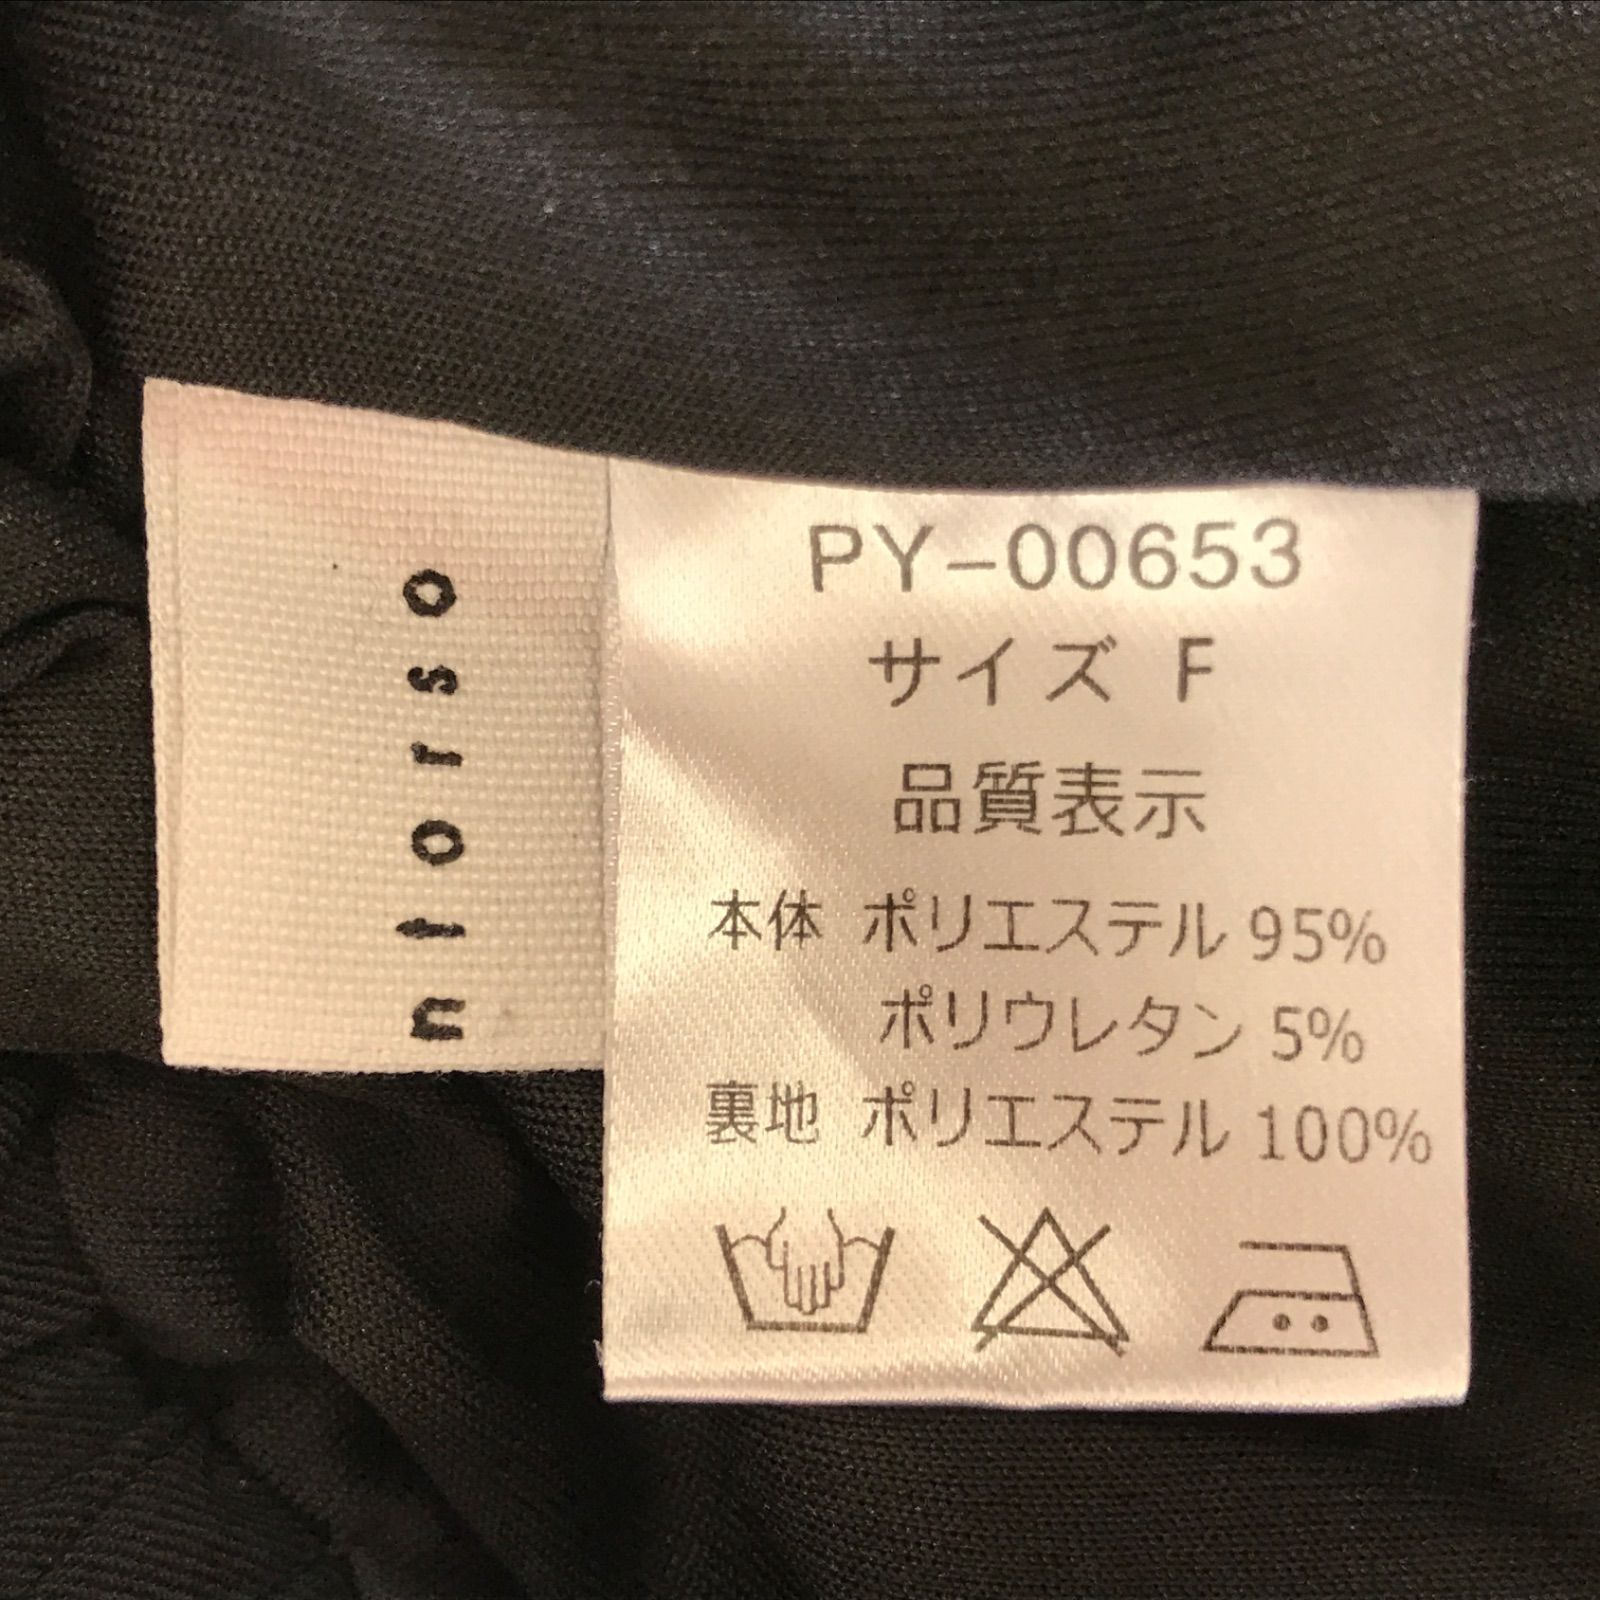 ntorso
PY-00653
サイズ F
品質表示
本体 ポリエステル 95%
ポリウレタン 5%
裏地 ポリエステル 100%